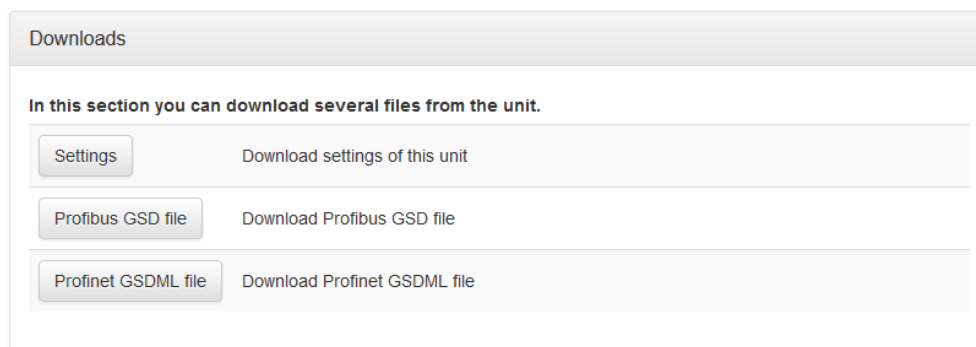 Downloads
In this section you can download several files from the unit.
Settings Download settings of this unit
Profibus GSD file Download Profibus GSD file
Profinet GSDML file Download Profinet GSDML file